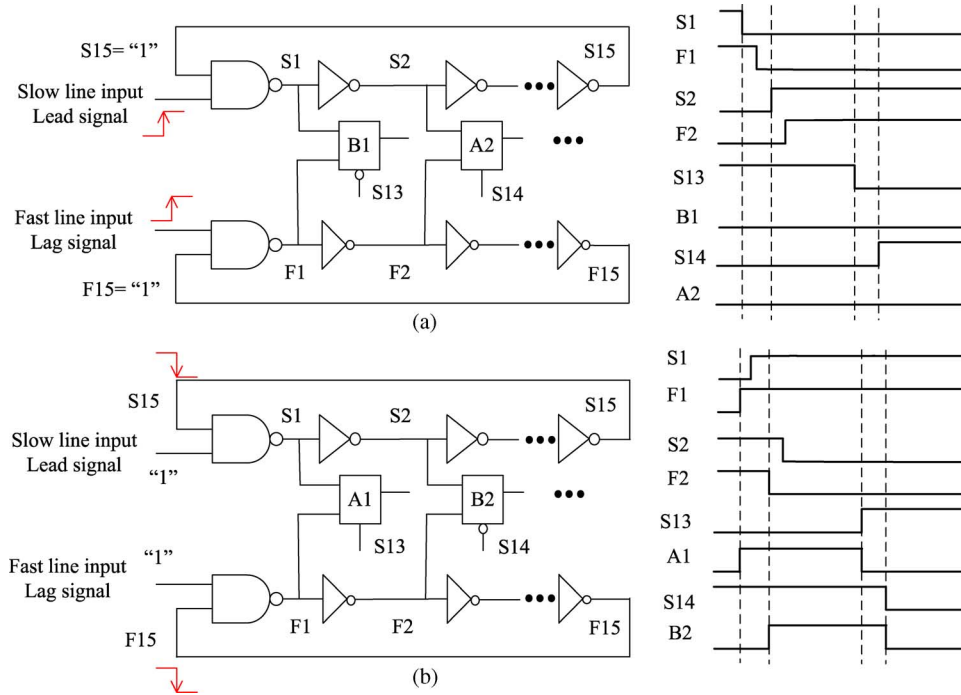 S15= “1”
Slow line input
Lead signal
S1
S2
S15
B1
A2
S13
S14
Fast line input
Lag signal
F15= “1”
F1
F2
F15
(a)
S1
F1
S2
F2
S13
B1
S14
A2
S15
Slow line input
Lead signal
“1”
S1
S2
S15
A1
B2
S13
S14
Fast line input
Lag signal
“1”
F15
F1
F2
F15
(b)
S1
F1
S2
F2
S13
A1
S14
B2